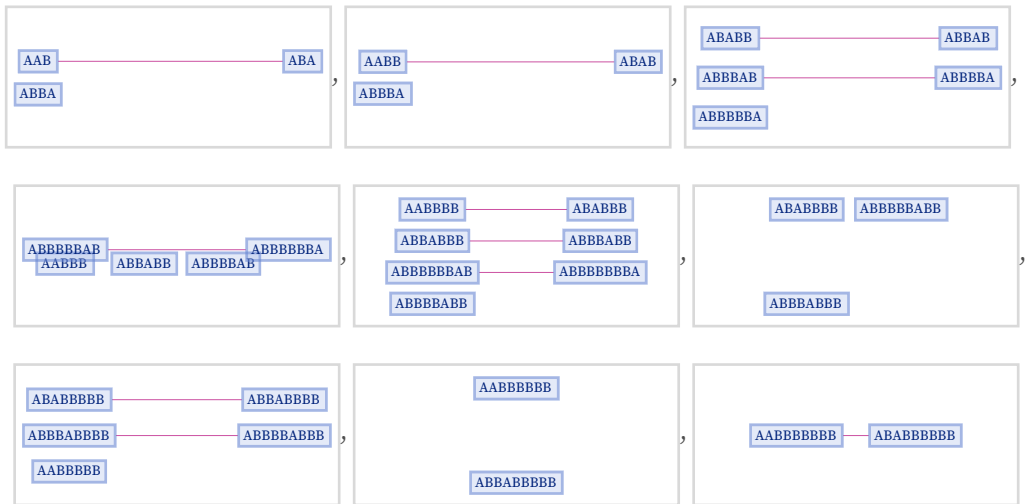 AAB ABA
ABBA ,
AABB ABAB
ABBBA ,
ABABB ABBAB
ABBBAB ABBBBA
ABBBBBA ,
ABBBBBAB ABBBBBBA
AABBB ABBABB ABBBBAB ,
AABBBB ABABBB
ABBABBB ABBBABB
ABBBBBBAB ABBBBBBBA
ABBBBABB ,
ABABBBB ABBBBBABB
ABBBABBB ,
ABABBBBB ABBABBBB
ABBBABBBB ABBBBABBB
AABBBBB ,
AABBBBBB
ABBABBBBB ,
AABBBBBBB ABABBBBBB